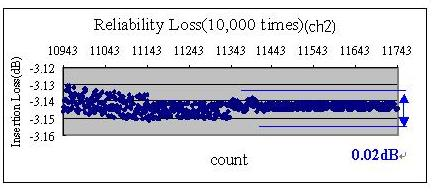 Reliability Loss(10,000 times)(ch2)
10943 11043 11143 11243 11343 11443 11543 11643 11743
-3.12
-3.13
-3.14
-3.15
-3.16
Insertion Loss(dB)
count
0.02dB↵